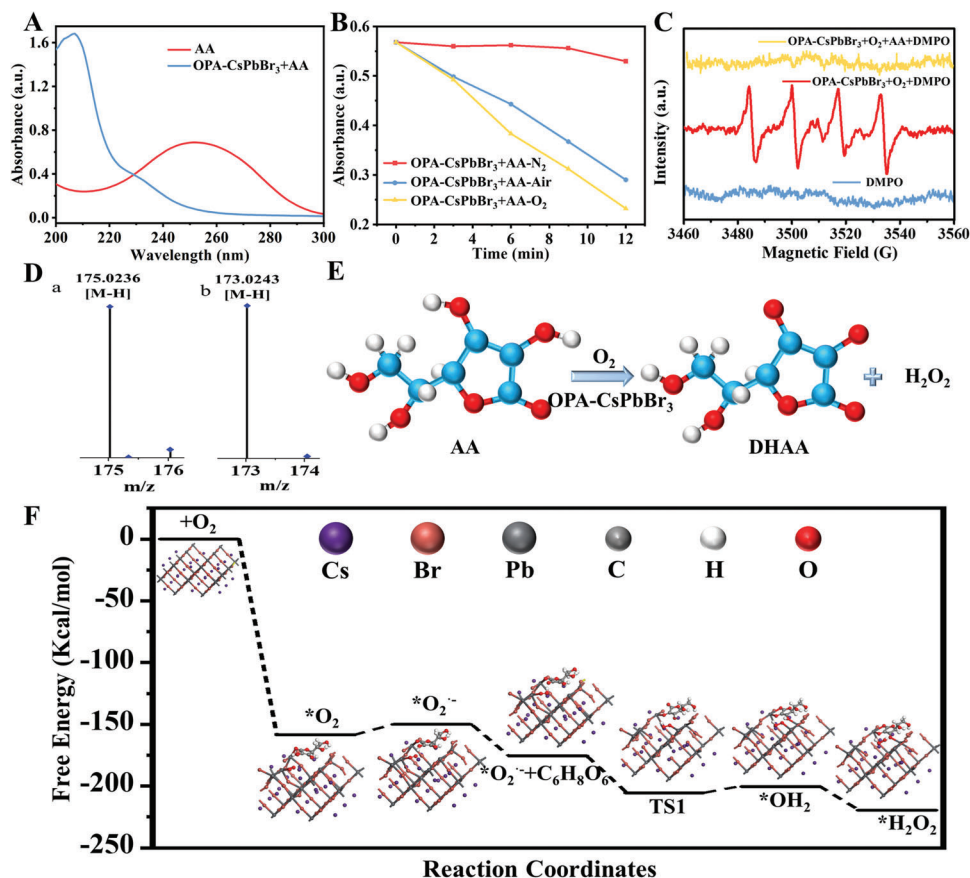 A
1.6
1.2
0.8
0.4
0.0
200 220 240 260 280 300
Absorbance (a.u.)
Wavelength (nm)
AA
OPA-CsPbBr₃+AA
B
0.6
0.5
0.4
0.3
0.2
0 3 6 9 12
Absorbance (a.u.)
Time (min)
OPA-CsPbBr₃+AA-N₂
OPA-CsPbBr₃+AA-Air
OPA-CsPbBr₃+AA-O₂
C
OPA-CsPbBr₃+O₂+AA+DMPO
OPA-CsPbBr₃+O₂+DMPO
DMPO
Intensity (a.u.)
3460 3480 3500 3520 3540 3560
Magnetic Field (G)
D
a
175.0236
[M-H]
175 176
m/z
b
173.0243
[M-H]
173 174
m/z
E
O₂
OPA-CsPbBr₃
AA
DHAA
+
H₂O₂
F
+O₂
Cs Br Pb C H O
0
-50
-100
-150
-200
-250
Free Energy (Kcal/mol)
*O₂
*O₂·-
*O₂·-+C₆H₈O₆
TS1
*OH₂
*H₂O₂
Reaction Coordinates